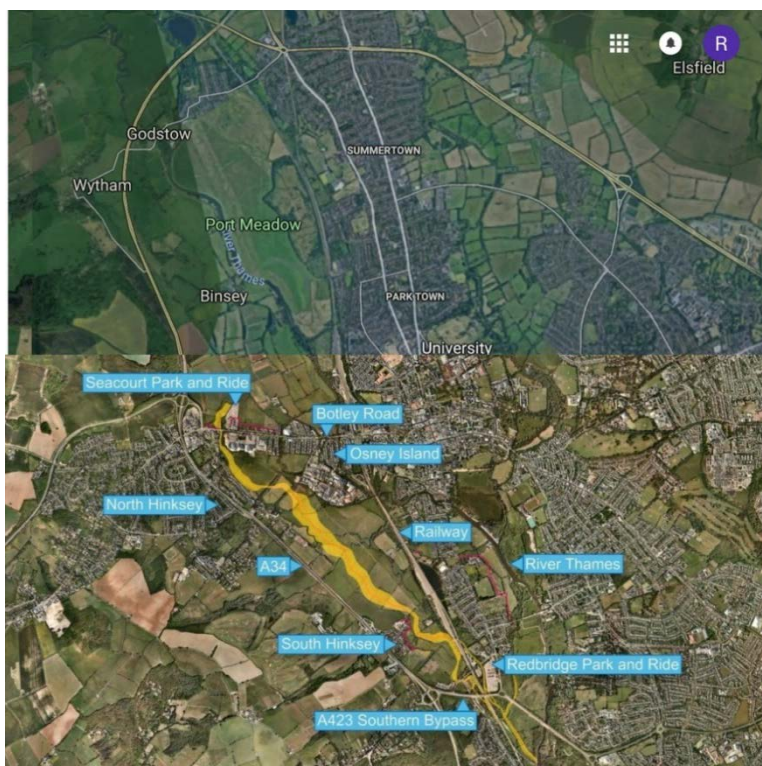 R
Elsfield
Godstow
SUMMERTOWN
Wytham
Port Meadow
River Thames
Binsey
PARK TOWN
University
Seacourt Park and Ride
Botley Road
Osney Island
North Hinksey
Railway
A34
River Thames
South Hinksey
Redbridge Park and Ride
A423 Southern Bypass